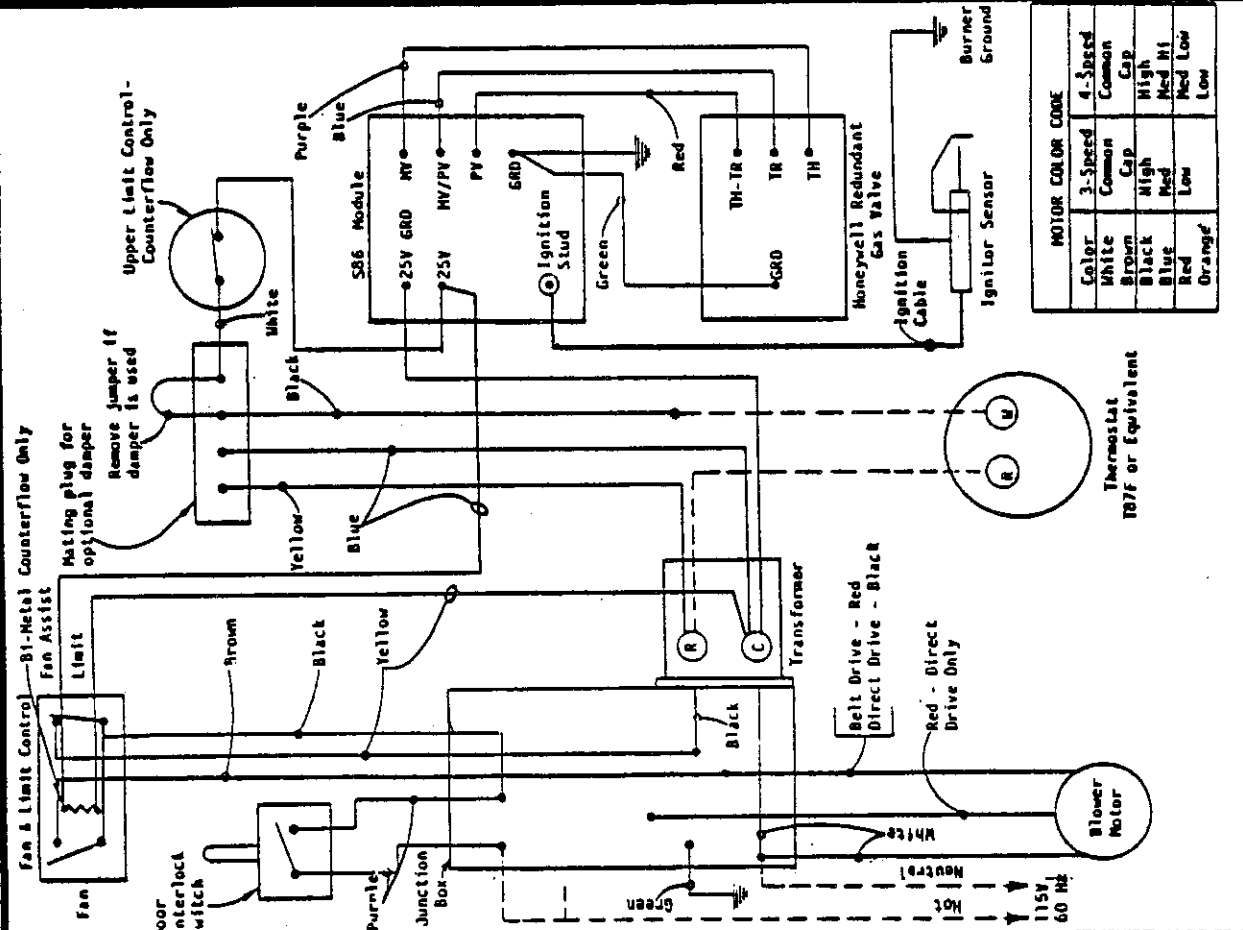 Fan & Limit Control
Bi-Metal Counterflow Only
Fan Assist
Limit
Fan
Brown
Black
Yellow
Mating plug for
optional damper
Remove jumper if
damper is used
Upper Limit Control-
Counterflow Only
White
Black
Yellow
Blue
Purple
Blue
S86 Module
25V GRD
MV
25V
MV/PV
PV
GRD
Ignition
Stud
Green
Red
TH-TR
TR
TH
GRD
Honeywell Redundant
Gas Valve
Burner
Ground
Ignition
Cable
Ignitor Sensor
oor
nterlock
witch
Purple
Junction
Box
Green
Black
R
C
Transformer
Belt Drive - Red
Direct Drive - Black
Red - Direct
Drive Only
White
Neutral
Hot
115V
60 HZ
Blower
Motor
R
W
Thermostat
T87F or Equivalent
MOTOR COLOR CODE
Color 3-Speed 4-Speed
White Common Common
Brown Cap Cap
Black High High
Blue Med Med Hi
Red Low Med Low
Orange Low